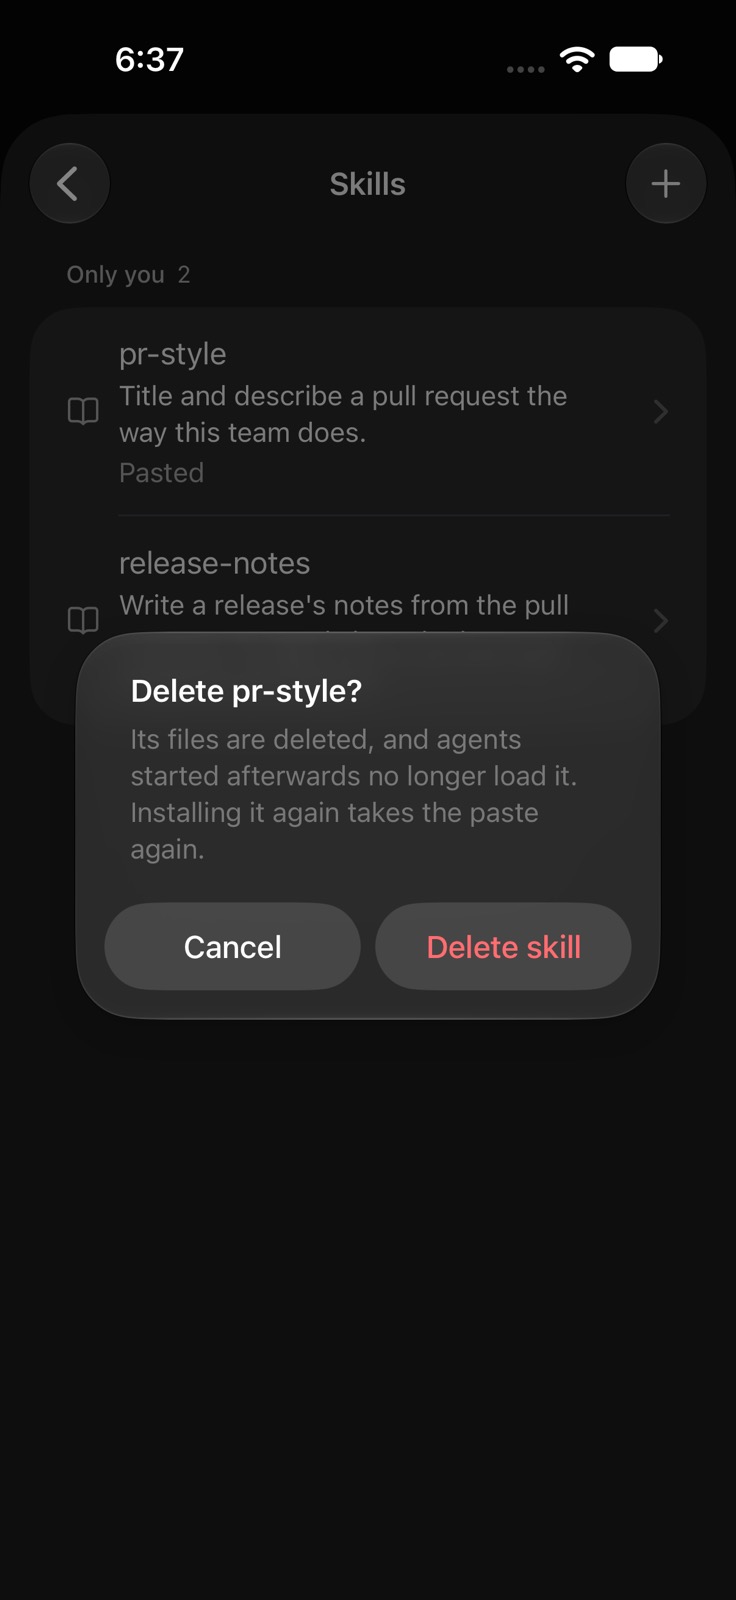 6:37
Skills
Only you 2
pr-style
Title and describe a pull request the
way this team does.
Pasted
release-notes
Write a release's notes from the pull
Delete pr-style?
Its files are deleted, and agents
started afterwards no longer load it.
Installing it again takes the paste
again.
Cancel
Delete skill